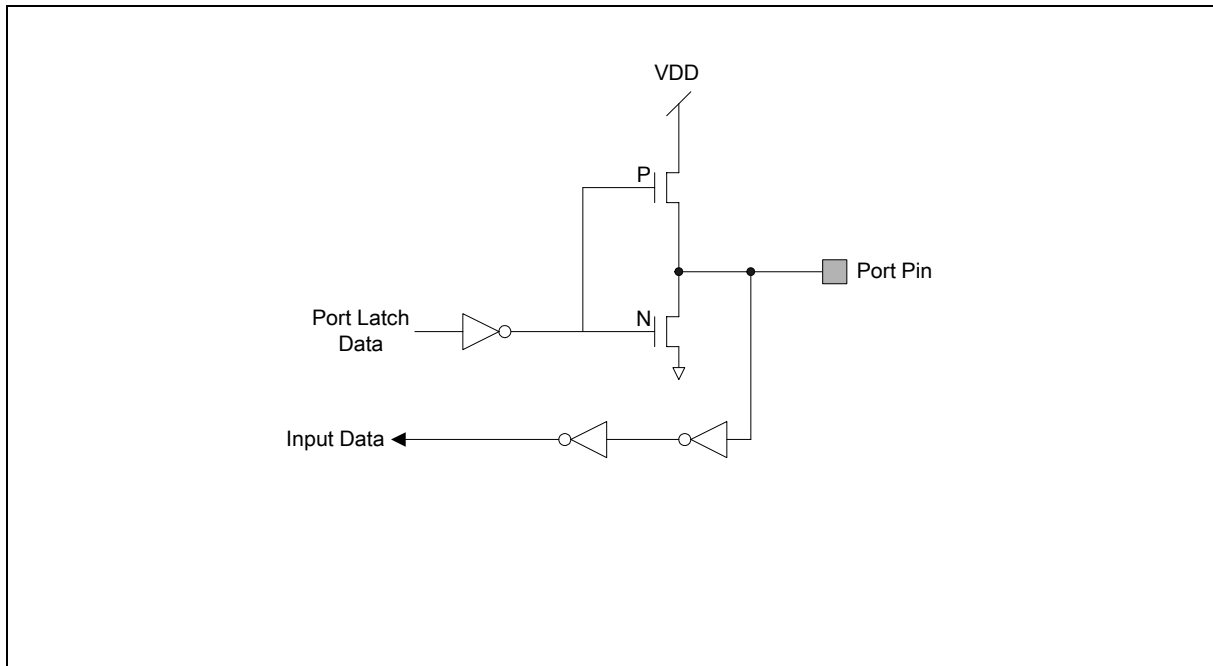 VDD
P
Port Pin
N
Port Latch
Data
Input Data